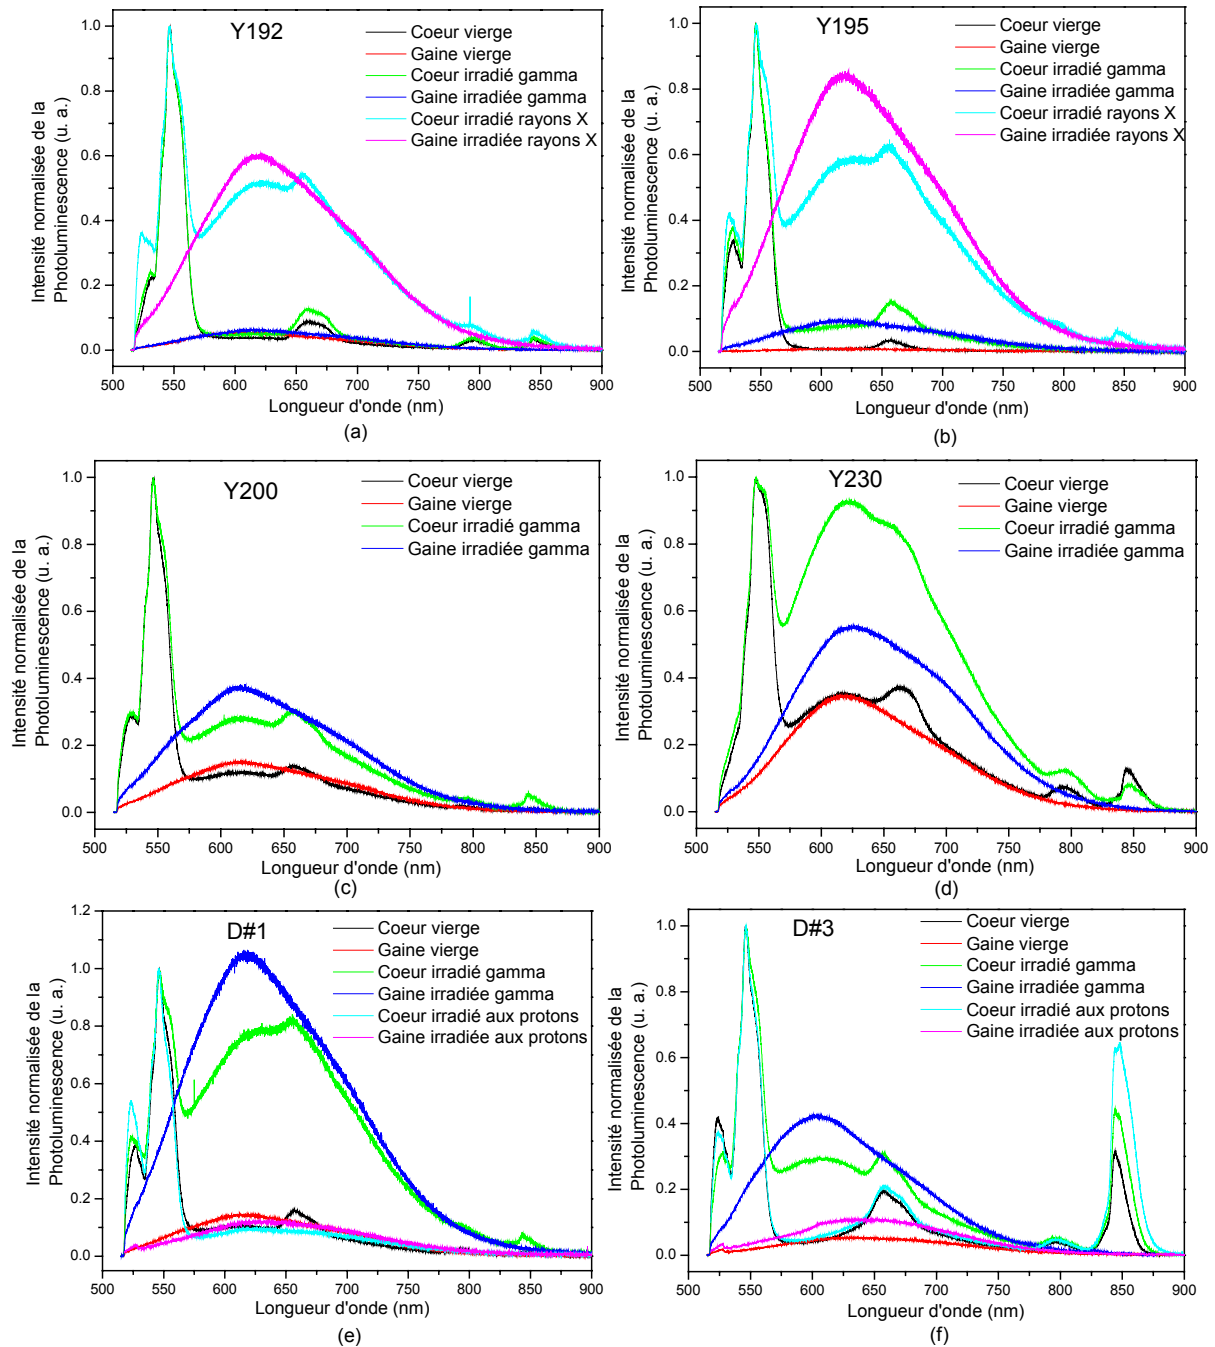 Y192
Coeur vierge
Gaine vierge
Coeur irradié gamma
Gaine irradiée gamma
Coeur irradié rayons X
Gaine irradiée rayons X
Intensité normalisée de la
Photoluminescence (u. a.)
1.0
0.8
0.6
0.4
0.2
0.0
500 550 600 650 700 750 800 850 900
Longueur d'onde (nm)
(a)
Y195
Coeur vierge
Gaine vierge
Coeur irradié gamma
Gaine irradiée gamma
Coeur irradié rayons X
Gaine irradiée rayons X
Intensité normalisée de la
Photoluminescence (u. a.)
1.0
0.8
0.6
0.4
0.2
0.0
500 550 600 650 700 750 800 850 900
Longueur d'onde (nm)
(b)
Y200
Coeur vierge
Gaine vierge
Coeur irradié gamma
Gaine irradiée gamma
Intensité normalisée de la
Photoluminescence (u. a.)
1.0
0.8
0.6
0.4
0.2
0.0
500 550 600 650 700 750 800 850 900
Longueur d'onde (nm)
(c)
Y230
Coeur vierge
Gaine vierge
Coeur irradié gamma
Gaine irradiée gamma
Intensité normalisée de la
Photoluminescence (u. a.)
1.0
0.8
0.6
0.4
0.2
0.0
500 550 600 650 700 750 800 850 900
Longueur d'onde (nm)
(d)
D#1
Coeur vierge
Gaine vierge
Coeur irradié gamma
Gaine irradiée gamma
Coeur irradié aux protons
Gaine irradiée aux protons
Intensité normalisée de la
Photoluminescence (u. a.)
1.2
1.0
0.8
0.6
0.4
0.2
0.0
500 550 600 650 700 750 800 850 900
Longueur d'onde (nm)
(e)
D#3
Coeur vierge
Gaine vierge
Coeur irradié gamma
Gaine irradiée gamma
Coeur irradié aux protons
Gaine irradiée aux protons
Intensité normalisée de la
Photoluminescence (u. a.)
1.0
0.8
0.6
0.4
0.2
0.0
500 550 600 650 700 750 800 850 900
Longueur d'onde (nm)
(f)